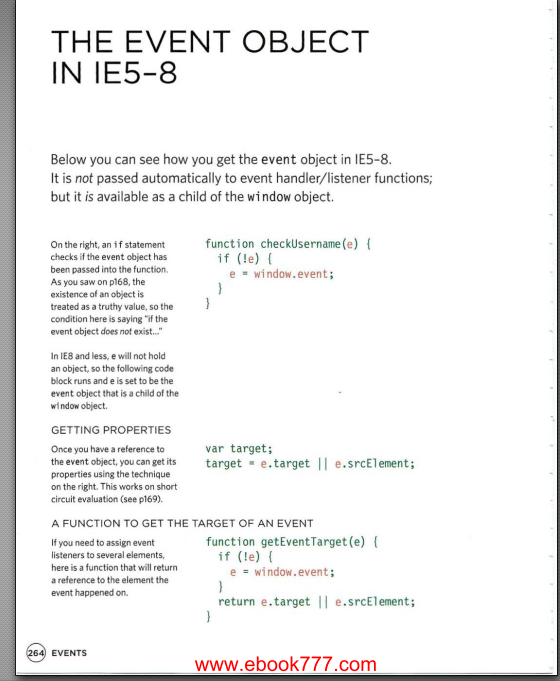 THE EVENT OBJECT
IN IE5–8
Below you can see how you get the event object in IE5–8.
It is not passed automatically to event handler/listener functions;
but it is available as a child of the window object.
On the right, an if statement
checks if the event object has
been passed into the function.
As you saw on p168, the
existence of an object is
treated as a truthy value, so the
condition here is saying "if the
event object does not exist..."
In IE8 and less, e will not hold
an object, so the following code
block runs and e is set to be the
event object that is a child of the
window object.
function checkUsername(e) {
if (!e) {
e = window.event;
}
}
GETTING PROPERTIES
Once you have a reference to
the event object, you can get its
properties using the technique
on the right. This works on short
circuit evaluation (see p169).
var target;
target = e.target || e.srcElement;
A FUNCTION TO GET THE TARGET OF AN EVENT
If you need to assign event
listeners to several elements,
here is a function that will return
a reference to the element the
event happened on.
function getEventTarget(e) {
if (!e) {
e = window.event;
}
return e.target || e.srcElement;
}
264 EVENTS
www.ebook777.com